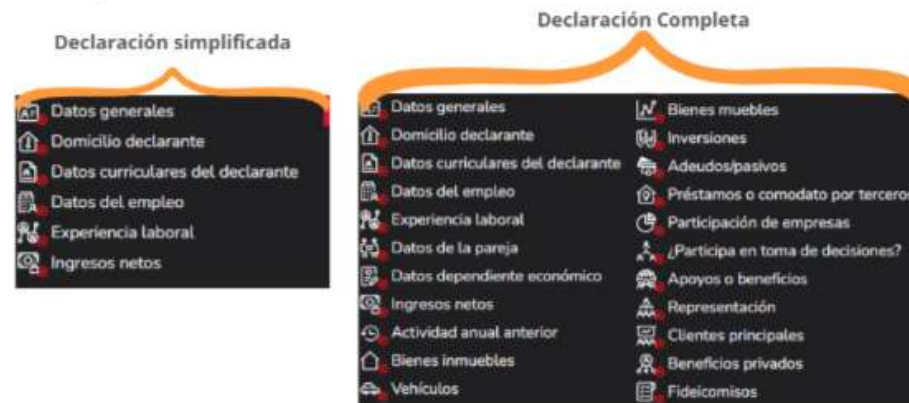 Declaración simplificada
Datos generales
Domicilio declarante
Datos curriculares del declarante
Datos del empleo
Experiencia laboral
Ingresos netos
Declaración Completa
Datos generales
Domicilio declarante
Datos curriculares del declarante
Datos del empleo
Experiencia laboral
Datos de la pareja
Datos dependiente económico
Ingresos netos
Actividad anual anterior
Bienes inmuebles
Vehículos
Bienes muebles
Inversiones
Adeudos/pasivos
Préstamos o comodato por terceros
Participación de empresas
¿Participa en toma de decisiones?
Apoyos o beneficios
Representación
Clientes principales
Beneficios privados
Fideicomisos